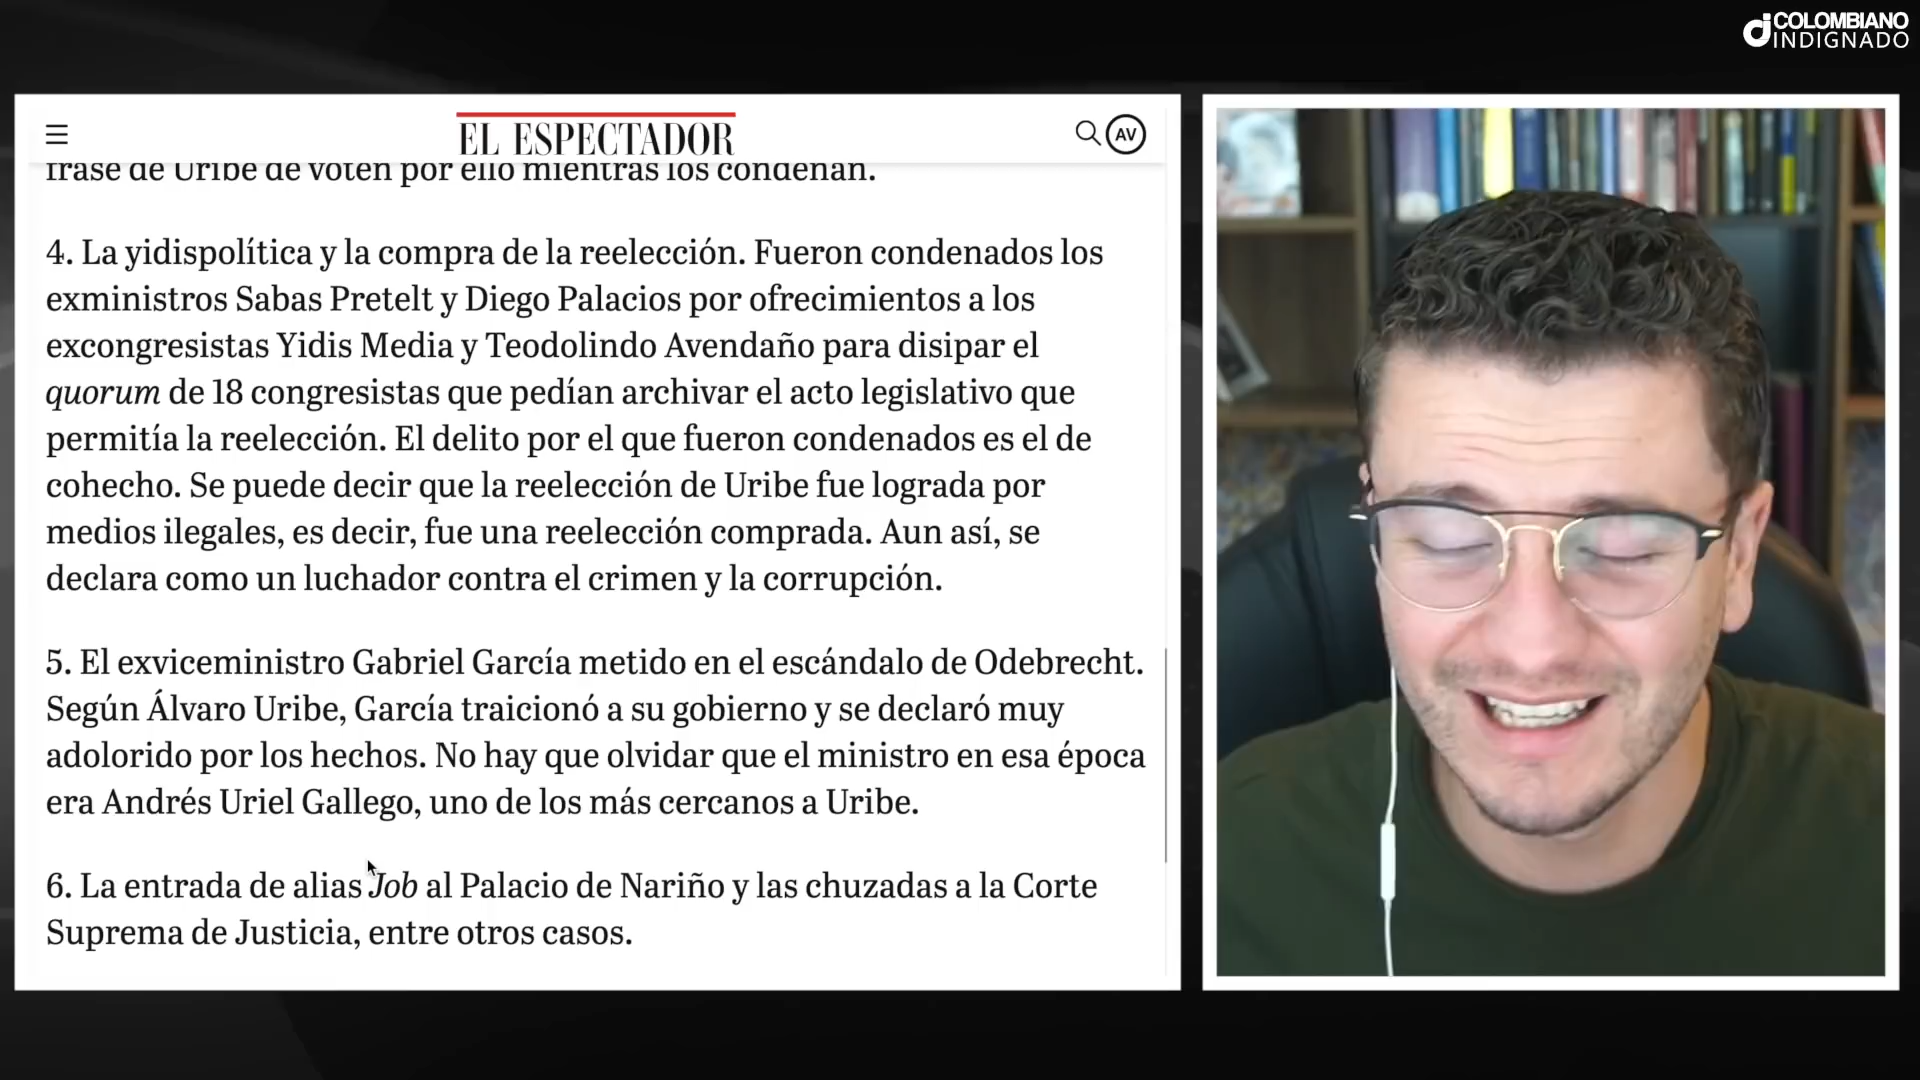 COLOMBIANO
INDIGNADO
EL ESPECTADOR
AV
frase de Uribe de voten por ello mientras los condenan.
4. La yidispolítica y la compra de la reelección. Fueron condenados los
exministros Sabas Pretelt y Diego Palacios por ofrecimientos a los
excongresistas Yidis Media y Teodolindo Avendaño para disipar el
quorum de 18 congresistas que pedían archivar el acto legislativo que
permitía la reelección. El delito por el que fueron condenados es el de
cohecho. Se puede decir que la reelección de Uribe fue lograda por
medios ilegales, es decir, fue una reelección comprada. Aun así, se
declara como un luchador contra el crimen y la corrupción.
5. El exviceministro Gabriel García metido en el escándalo de Odebrecht.
Según Álvaro Uribe, García traicionó a su gobierno y se declaró muy
adolorido por los hechos. No hay que olvidar que el ministro en esa época
era Andrés Uriel Gallego, uno de los más cercanos a Uribe.
6. La entrada de alias Job al Palacio de Nariño y las chuzadas a la Corte
Suprema de Justicia, entre otros casos.